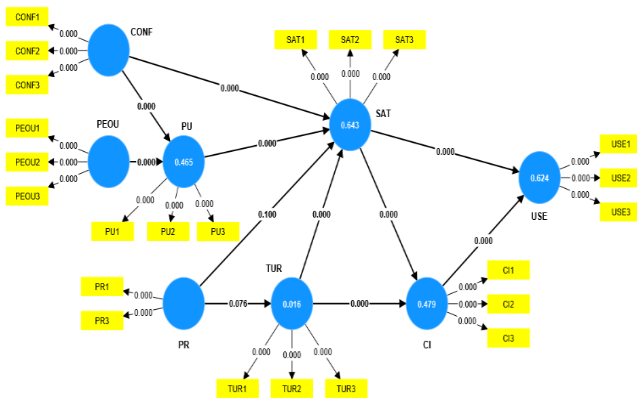 CONF1
CONF
0.000
CONF2
0.000
CONF3
0.000
SAT1
SAT2
SAT3
0.000
0.000
0.000
0.000
0.000
SAT
0.643
PEOU1
PEOU
PU
0.000
PEOU2
0.000
0.000
0.465
0.000
PEOU3
0.000
0.000
0.000
0.000
PU1
PU2
PU3
0.000
0.624
USE
0.000
USE1
0.000
USE2
0.000
USE3
0.100
0.000
0.000
0.000
TUR
PR1
0.000
PR3
0.000
PR
0.076
0.016
0.000
0.479
CI
0.000
CI1
0.000
CI2
0.000
CI3
0.000
0.000
0.000
TUR1
TUR2
TUR3